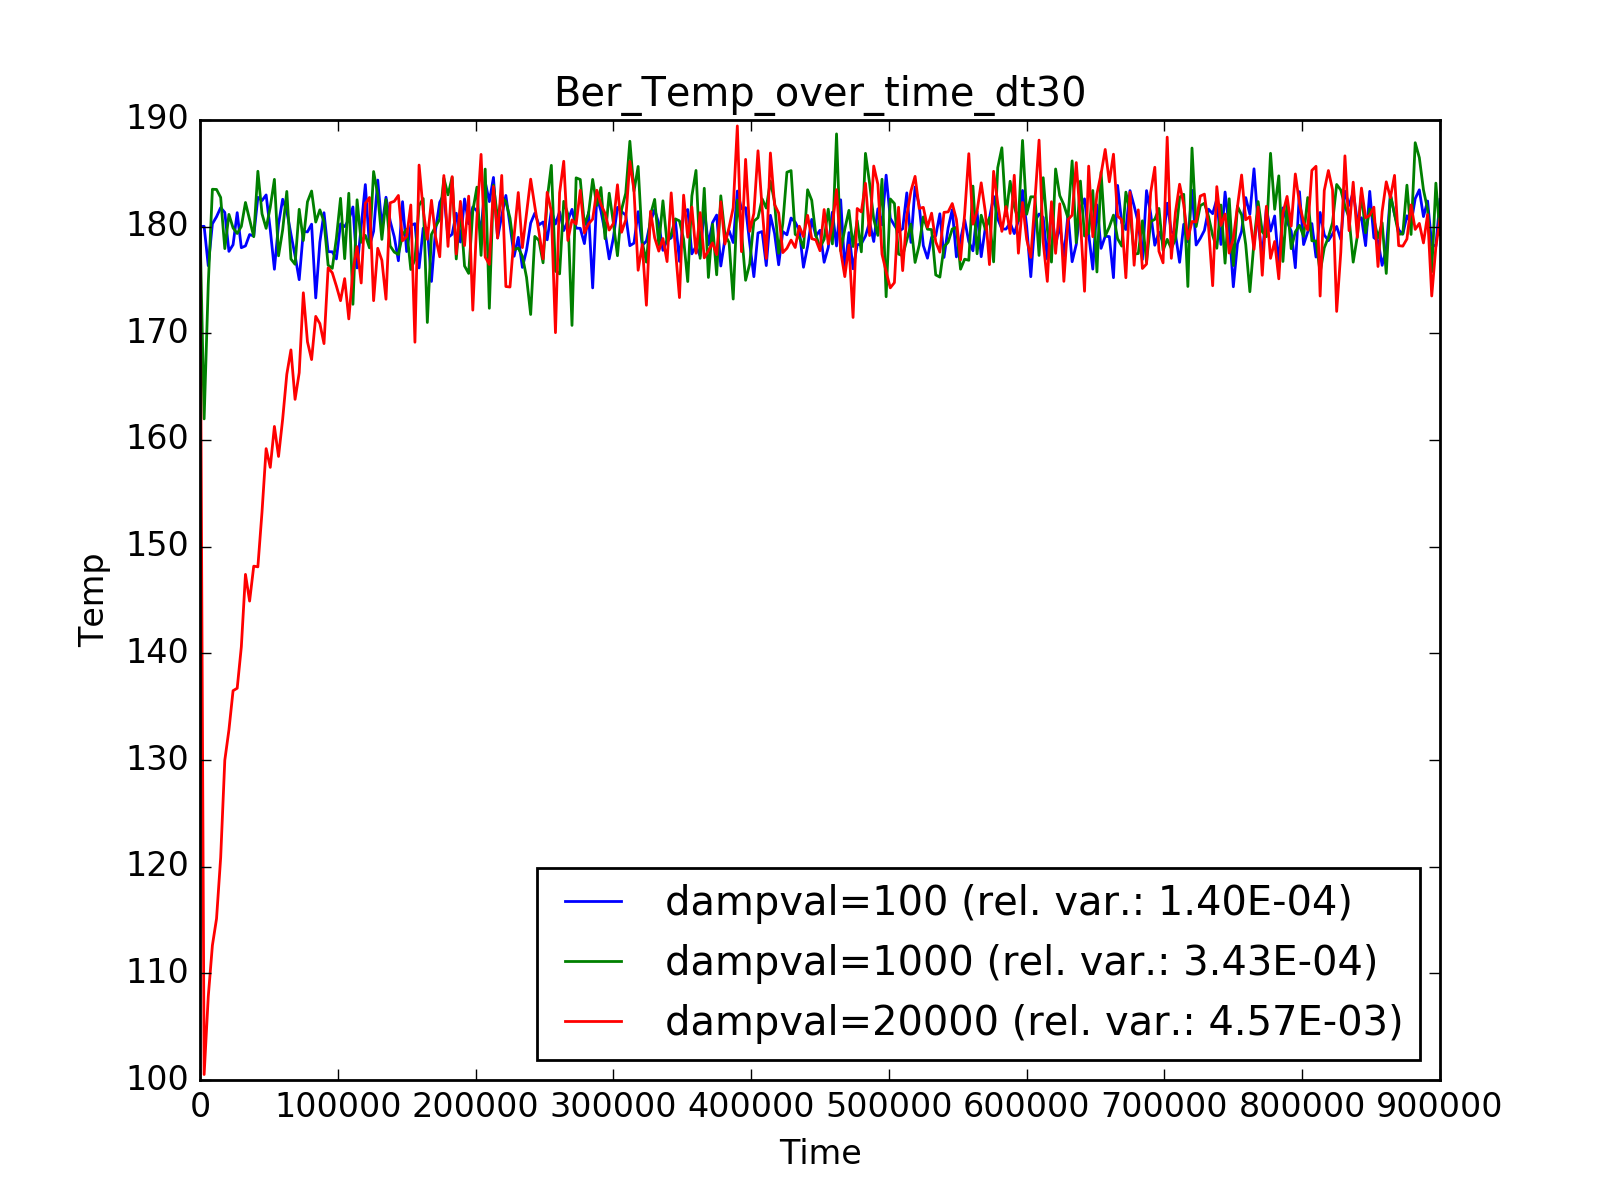 Ber_Temp_over_time_dt30
190
180
170
160
150
140
130
120
110
100
Temp
dampval=100 (rel. var.: 1.40E-04)
dampval=1000 (rel. var.: 3.43E-04)
dampval=20000 (rel. var.: 4.57E-03)
0 100000 200000 300000 400000 500000 600000 700000 800000 900000
Time